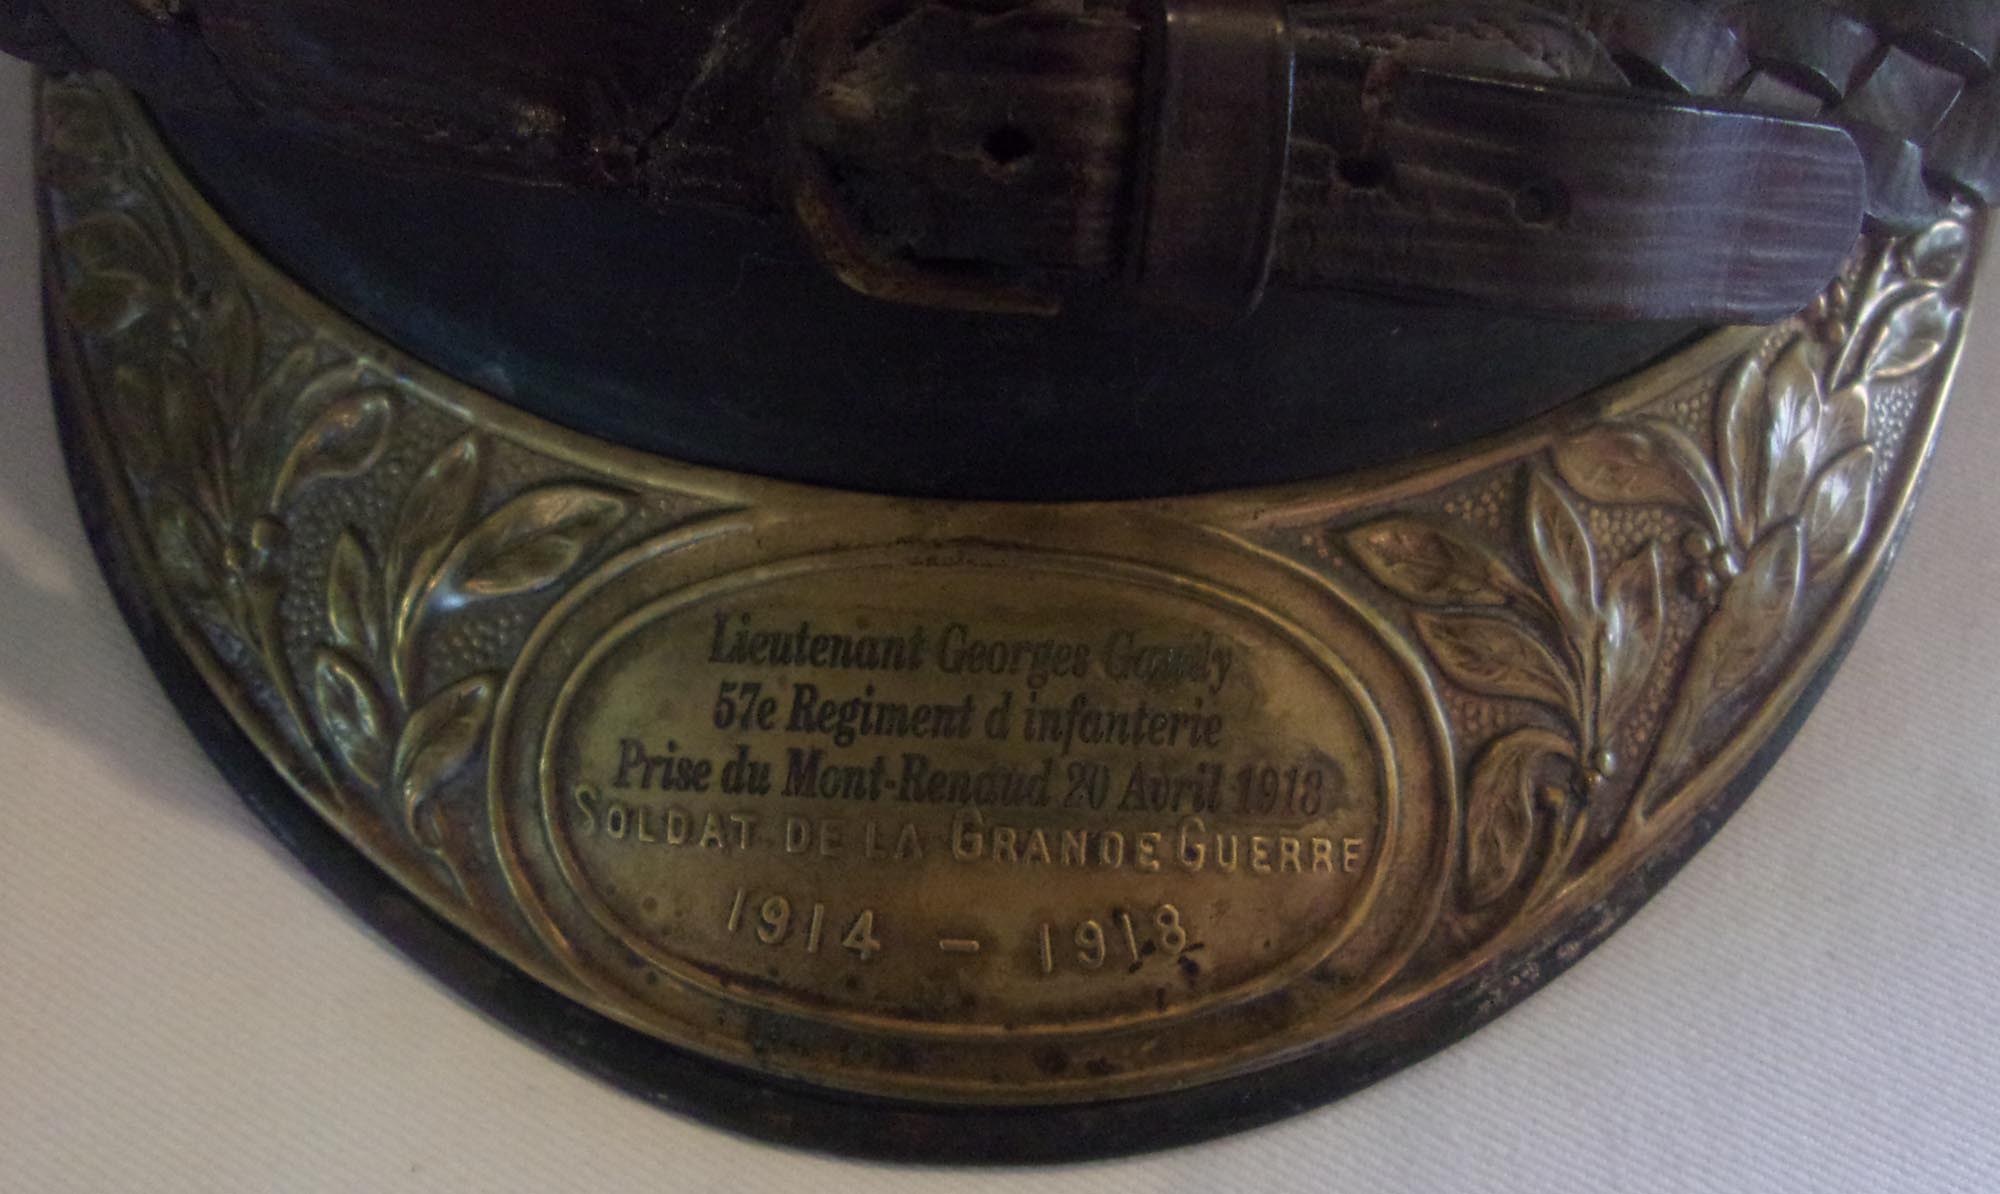 Lieutenant Georges Gaudy
57e Regiment d infanterie
Prise du Mont-Renaud 20 Avril 1918
SOLDAT DE LA GRANDE GUERRE
1914 - 1918